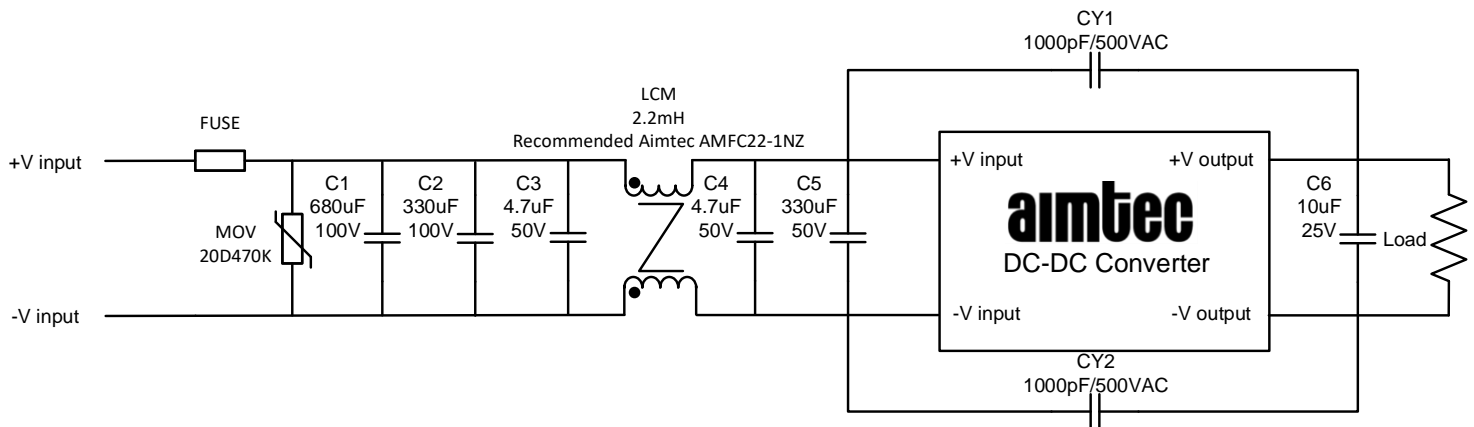 CY1
1000pF/500VAC
LCM
2.2mH
Recommended Aimtec AMFC22-1NZ
FUSE
+V input
C1
680uF
100V
C2
330uF
100V
C3
4.7uF
50V
C4
4.7uF
50V
C5
330uF
50V
+V input
+V output
aimtec
DC-DC Converter
C6
10uF
25V
Load
MOV
20D470K
-V input
-V input
-V output
CY2
1000pF/500VAC